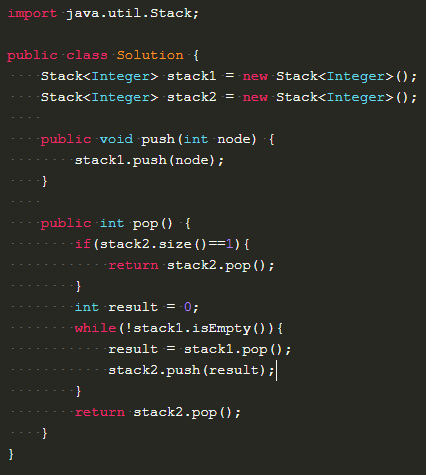 import java.util.Stack;

public class Solution {
    Stack<Integer> stack1 = new Stack<Integer>();
    Stack<Integer> stack2 = new Stack<Integer>();
    
    public void push(int node) {
        stack1.push(node);
    }
    
    public int pop() {
        if(stack2.size()==1){
            return stack2.pop();
        }
        int result = 0;
        while(!stack1.isEmpty()){
            result = stack1.pop();
            stack2.push(result);
        }
        return stack2.pop();
    }
}